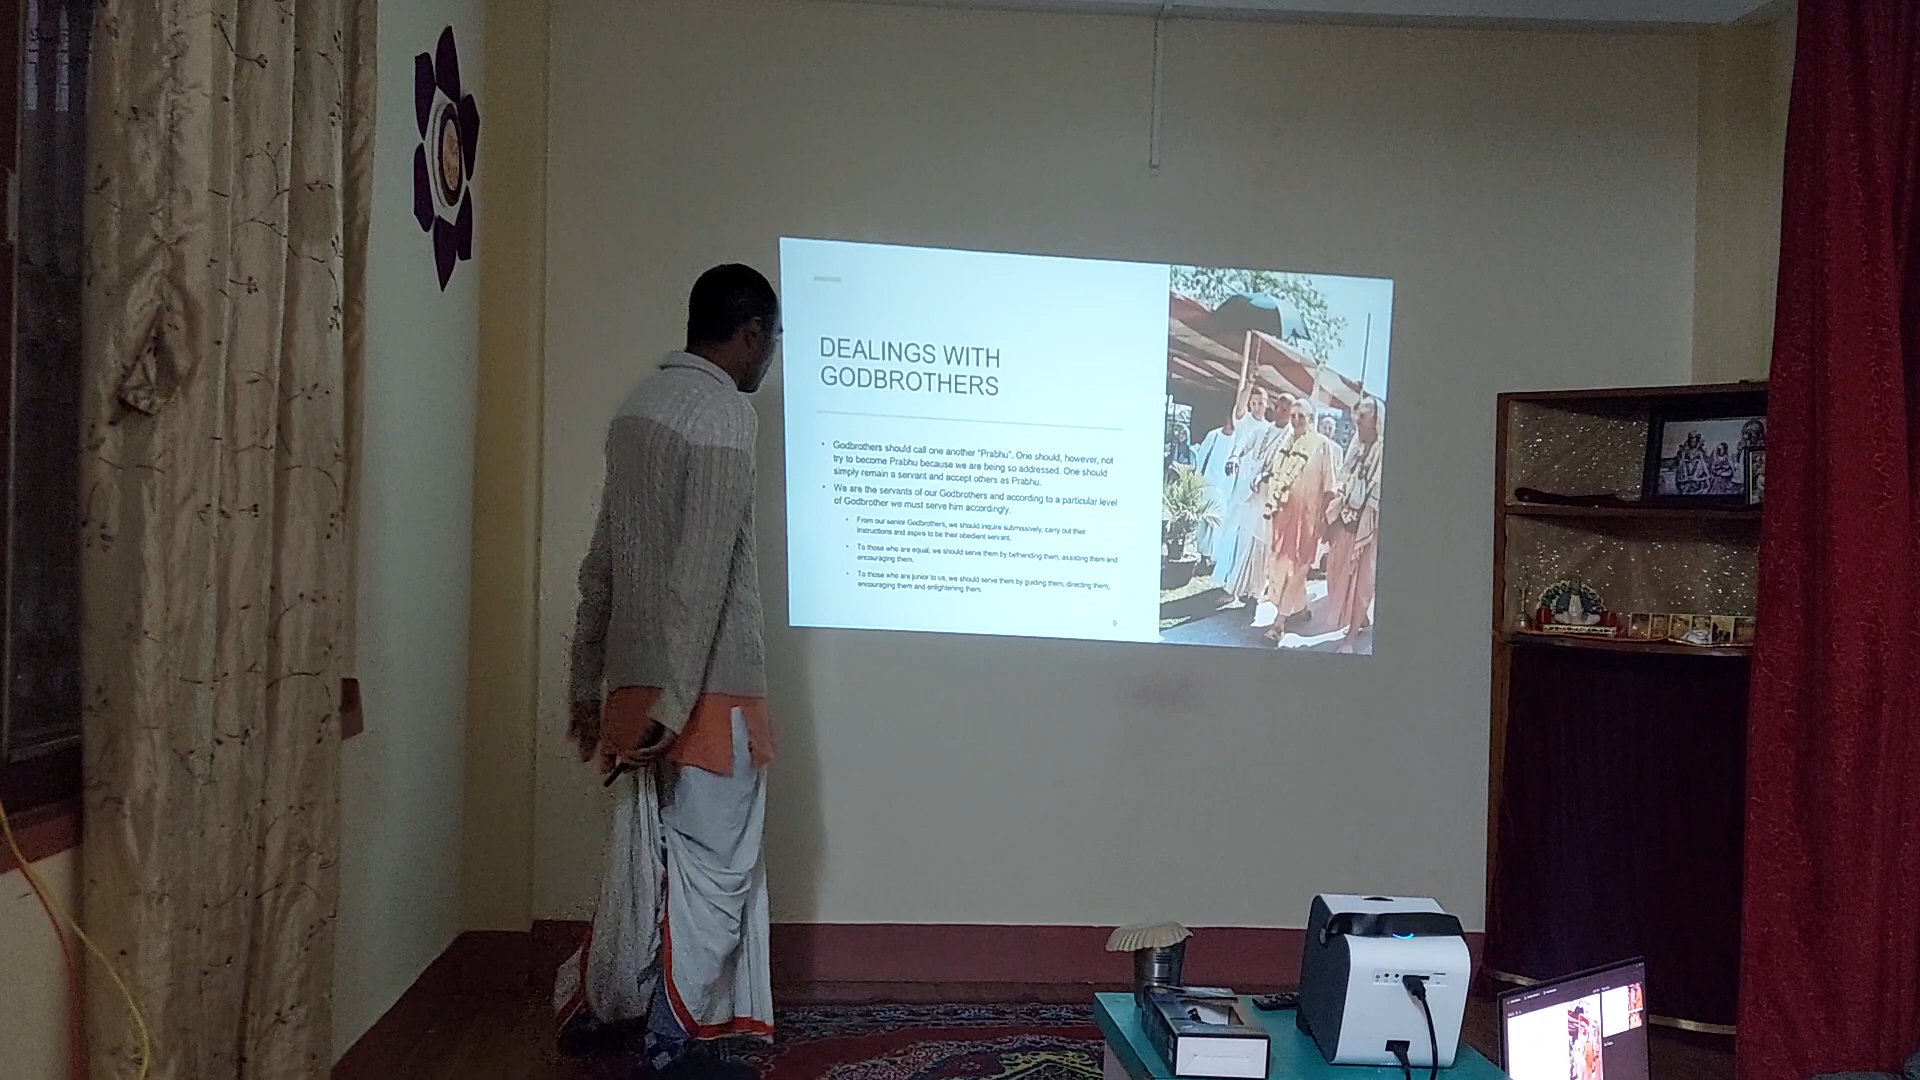 DEALINGS WITH
GODBROTHERS
• Godbrothers should call one another "Prabhu". One should, however, not
try to become Prabhu because we are being so addressed. One should
simply remain a servant and accept others as Prabhu.
• We are the servants of our Godbrothers and according to a particular level
of Godbrother we must serve him accordingly.
• From our senior Godbrothers, we should inquire submissively, carry out their
instructions and aspire to be their obedient servant.
• To those who are equal, we should serve them by befriending them, assisting them and
encouraging them.
• To those who are junior to us, we should serve them by guiding them, directing them,
encouraging them and enlightening them.
9